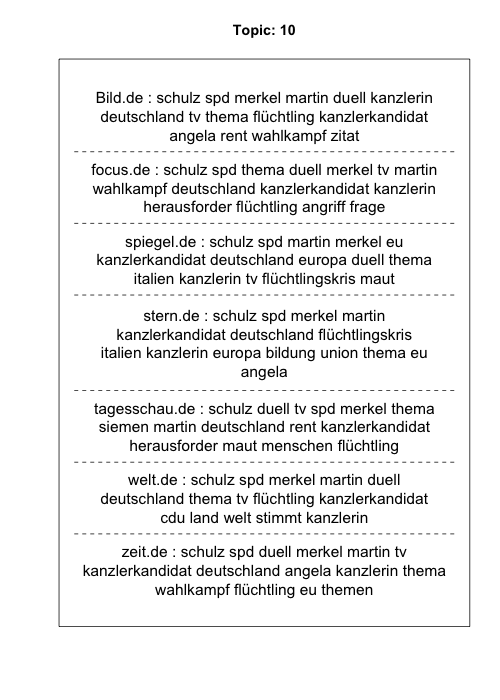 Topic: 10
Bild.de : schulz spd merkel martin duell kanzlerin
deutschland tv thema flüchtling kanzlerkandidat
angela rent wahlkampf zitat
focus.de : schulz spd thema duell merkel tv martin
wahlkampf deutschland kanzlerkandidat kanzlerin
herausforder flüchtling angriff frage
spiegel.de : schulz spd martin merkel eu
kanzlerkandidat deutschland europa duell thema
italien kanzlerin tv flüchtlingskris maut
stern.de : schulz spd merkel martin
kanzlerkandidat deutschland flüchtlingskris
italien kanzlerin europa bildung union thema eu
angela
tagesschau.de : schulz duell tv spd merkel thema
siemen martin deutschland rent kanzlerkandidat
herausforder maut menschen flüchtling
welt.de : schulz spd merkel martin duell
deutschland thema tv flüchtling kanzlerkandidat
cdu land welt stimmt kanzlerin
zeit.de : schulz spd duell merkel martin tv
kanzlerkandidat deutschland angela kanzlerin thema
wahlkampf flüchtling eu themen